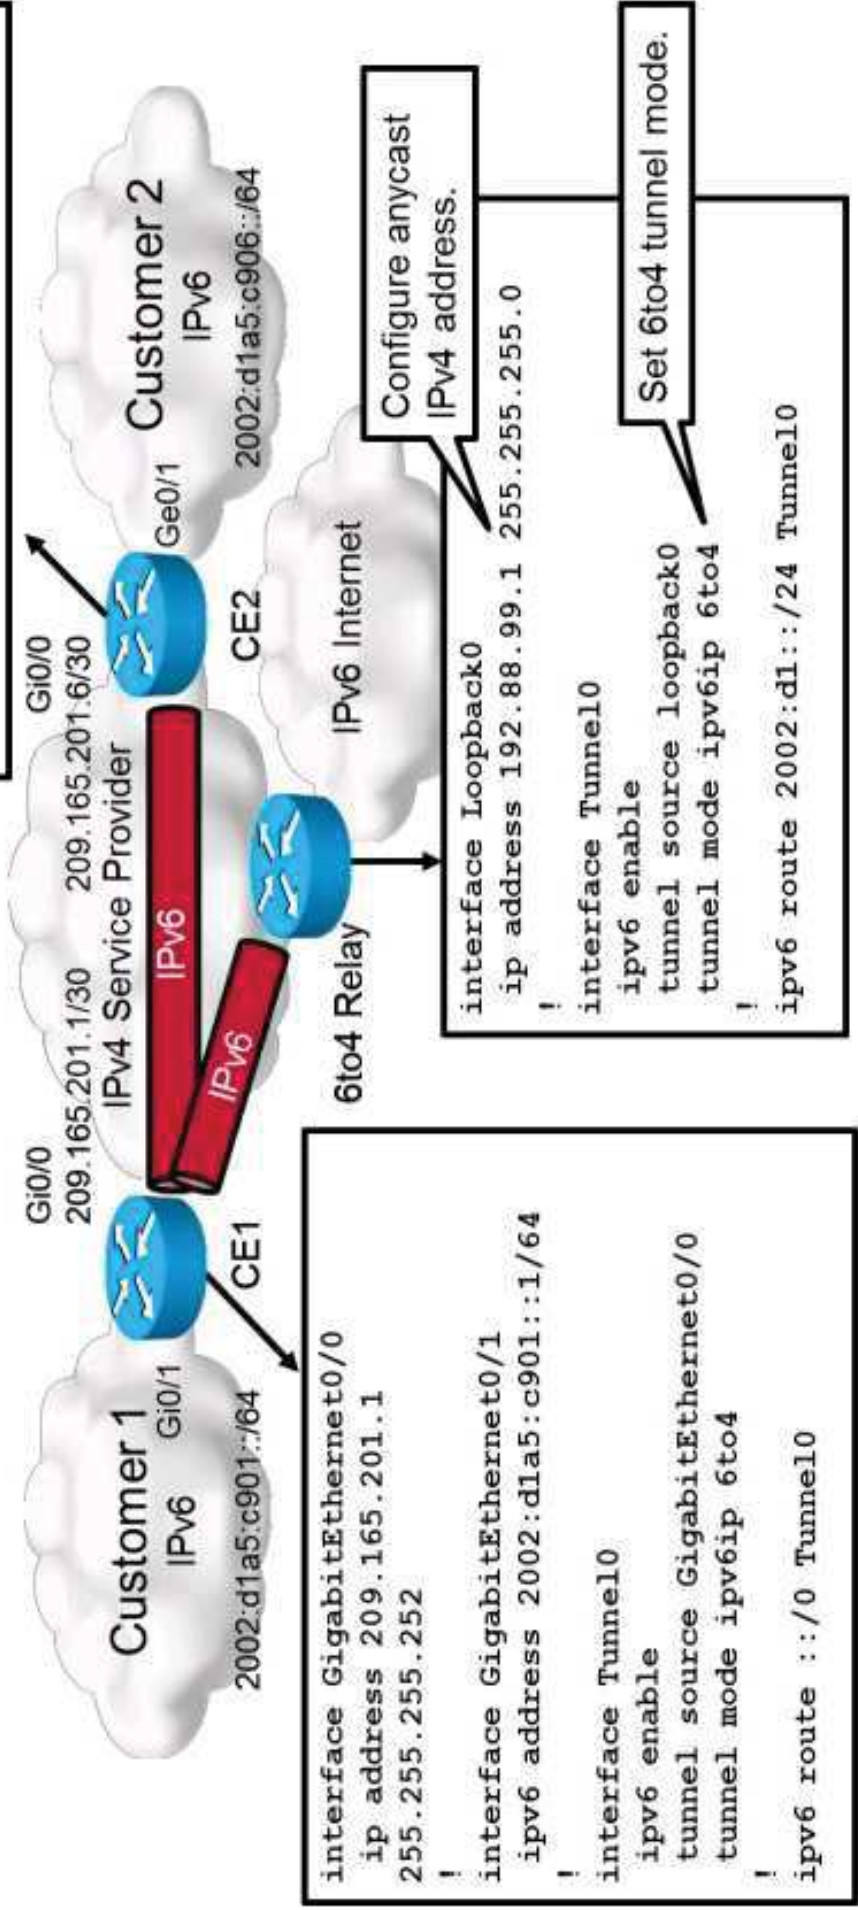 Customer 1
IPv6
Gi0/1
2002:d1a5:c901::/64
CE1
Gi0/0
209.165.201.1/30
IPv4 Service Provider
IPv6
IPv6
6to4 Relay
Gi0/0
209.165.201.6/30
CE2
Ge0/1
Customer 2
IPv6
2002:d1a5:c906::/64
IPv6 Internet
interface GigabitEthernet0/0
ip address 209.165.201.1
255.255.255.252
!
interface GigabitEthernet0/1
ipv6 address 2002:d1a5:c901::1/64
!
interface Tunnel0
ipv6 enable
tunnel source GigabitEthernet0/0
tunnel mode ipv6ip 6to4
!
ipv6 route ::/0 Tunnel0
interface Loopback0
ip address 192.88.99.1 255.255.255.0
!
interface Tunnel0
ipv6 enable
tunnel source loopback0
tunnel mode ipv6ip 6to4
!
ipv6 route 2002:d1::/24 Tunnel0
Configure anycast
IPv4 address.
Set 6to4 tunnel mode.